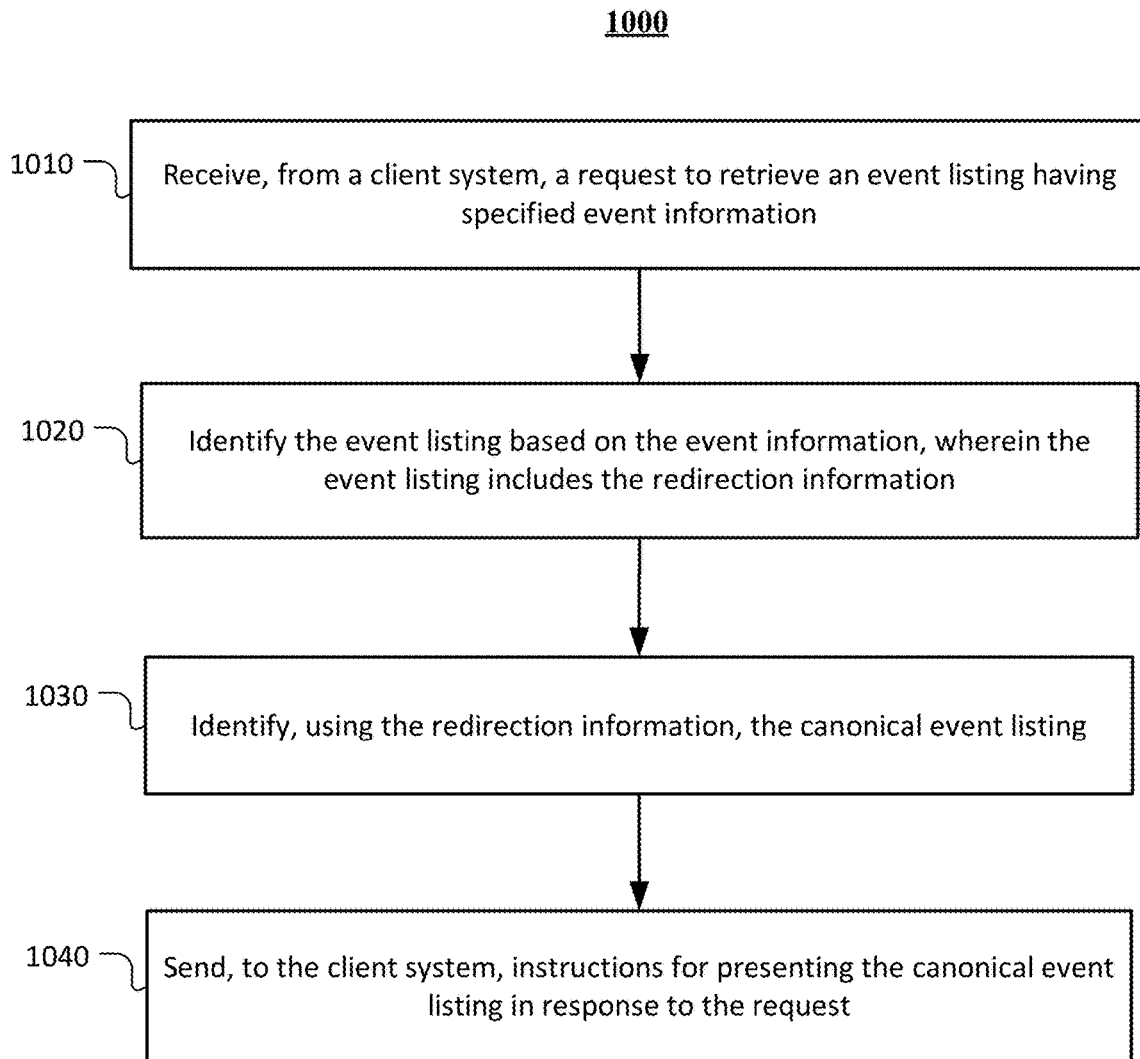 1000
1010
Receive, from a client system, a request to retrieve an event listing having
specified event information
1020
Identify the event listing based on the event information, wherein the
event listing includes the redirection information
1030
Identify, using the redirection information, the canonical event listing
1040
Send, to the client system, instructions for presenting the canonical event
listing in response to the request